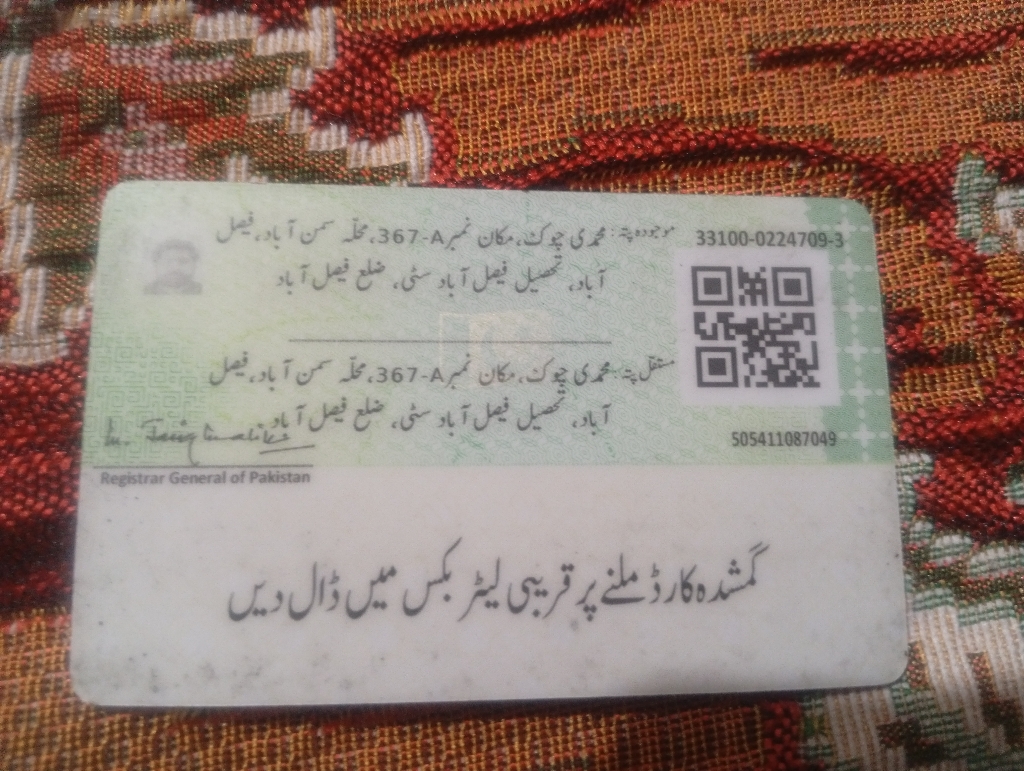 موجودہ پتہ: محمدی چوک، مکان نمبر 367-A، محلّہ سمن آباد، فیصل
آباد، تحصیل فیصل آباد سٹی، ضلع فیصل آباد
33100-0224709-3
مستقل پتہ: محمدی چوک، مکان نمبر 367-A، محلّہ سمن آباد، فیصل
آباد، تحصیل فیصل آباد سٹی، ضلع فیصل آباد
505411087049
Registrar General of Pakistan
گمشدہ کارڈ ملنے پر قریبی لیٹر بکس میں ڈال دیں